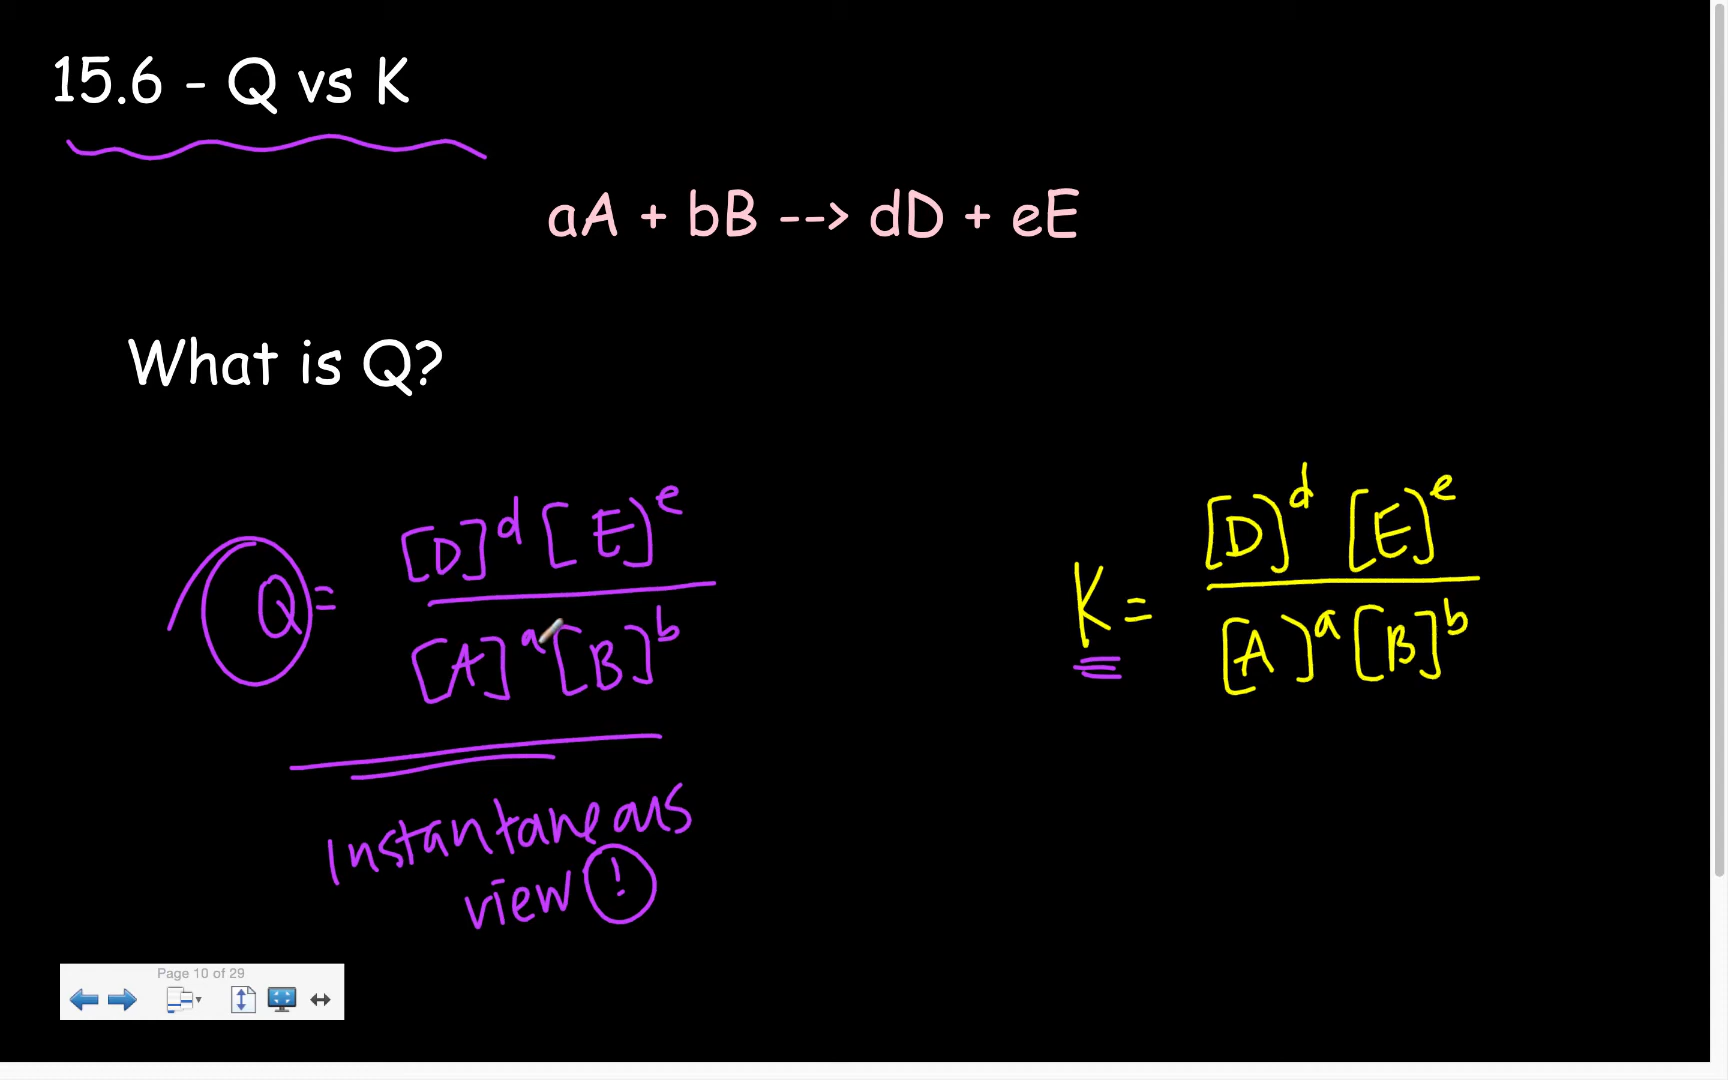 15.6 - Q vs K
aA + bB --> dD + eE
What is Q?
Q = [D]^d [E]^e / [A]^a [B]^b
K = [D]^d [E]^e / [A]^a [B]^b
Instantaneous
view !
Page 10 of 29